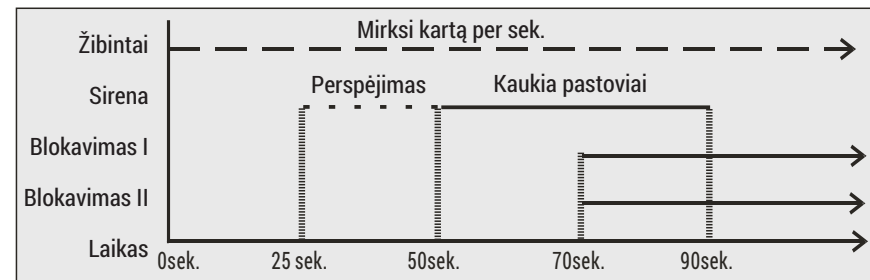 Mirksi kartą per sek.
Žibintai
Perspėjimas Kaukia pastoviai
Sirena
Blokavimas I
Blokavimas II
Laikas
0sek. 25 sek. 50sek. 70sek. 90sek.